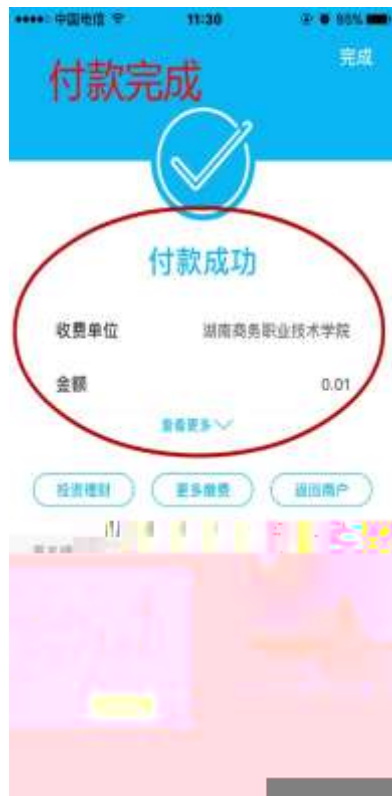 中国电信 11:30 95%
完成
付款完成
付款成功
收费单位 湖南商务职业技术学院
金额 0.01
查看更多
投资理财 更多缴费 返回商户